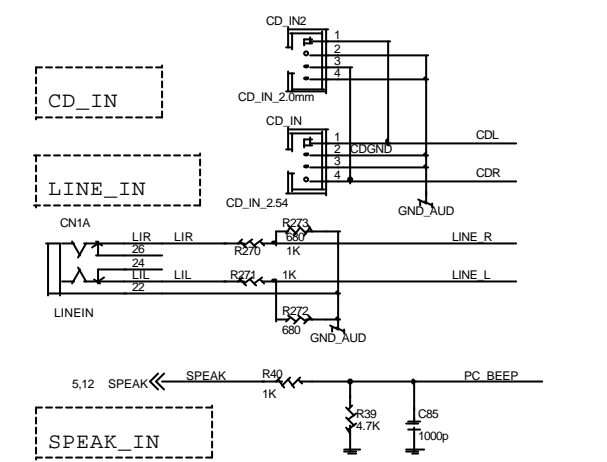 CD_IN2
1
2
3
4
CD_IN
CD_IN_2.0mm
CD_IN
1
2 CDGND
3
4
CDL
CDR
LINE_IN
CD_IN_2.54
GND_AUD
CN1A
R273
680
LIR LIR
R270
1K
LINE_R
26
24
LIL LIL
R271
1K
LINE_L
22
LINEIN
R272
680
GND_AUD
5,12 SPEAK
SPEAK
R40
1K
PC_BEEP
R39
4.7K
C85
1000p
SPEAK_IN